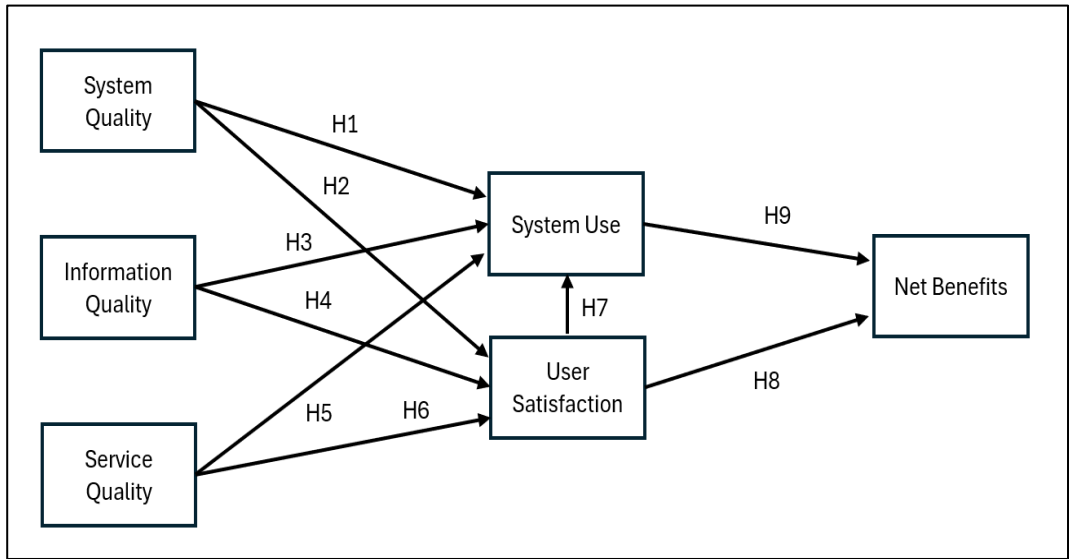 System
Quality
H1
H2
System Use
H9
Information
Quality
H3
H4
Net Benefits
H7
User
Satisfaction
H8
Service
Quality
H5
H6